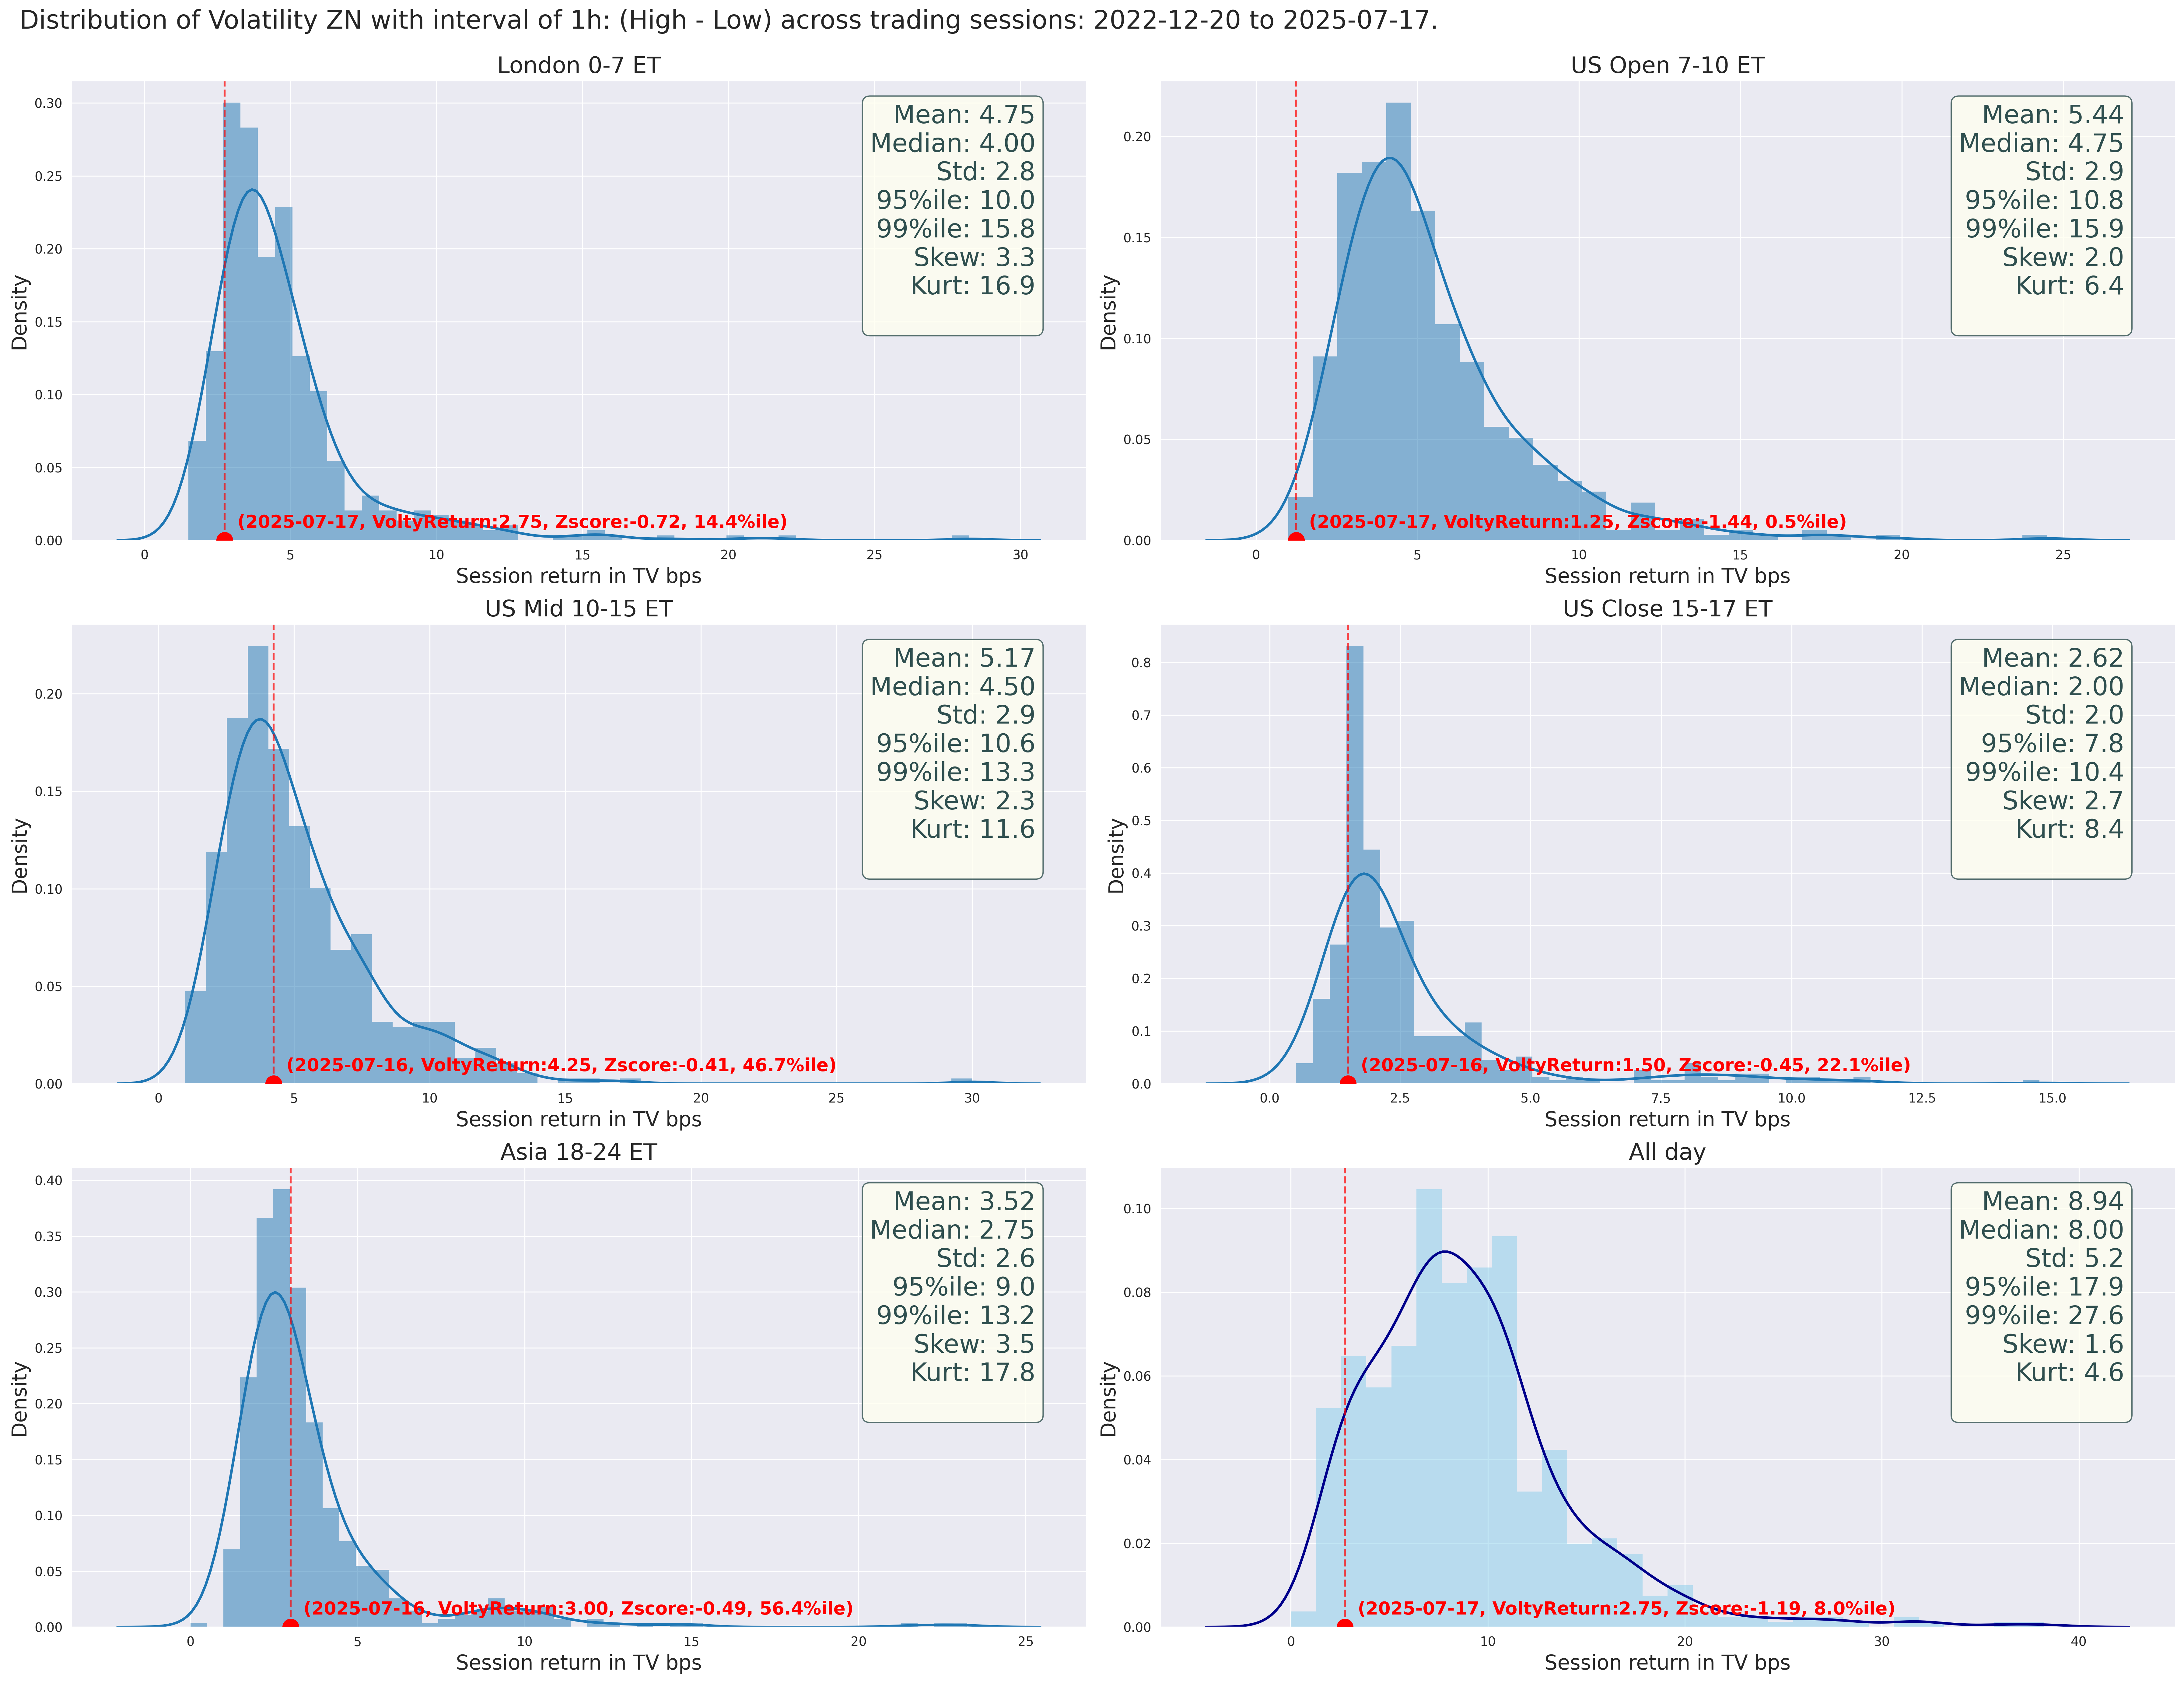 Distribution of Volatility ZN with interval of 1h: (High - Low) across trading sessions: 2022-12-20 to 2025-07-17.
London 0-7 ET
0.30
0.25
0.20
0.15
0.10
0.05
0.00
Density
Mean: 4.75
Median: 4.00
Std: 2.8
95%ile: 10.0
99%ile: 15.8
Skew: 3.3
Kurt: 16.9
(2025-07-17, VoltyReturn:2.75, Zscore:-0.72, 14.4%ile)
0 5 10 15 20 25 30
Session return in TV bps
US Open 7-10 ET
0.20
0.15
0.10
0.05
0.00
Density
Mean: 5.44
Median: 4.75
Std: 2.9
95%ile: 10.8
99%ile: 15.9
Skew: 2.0
Kurt: 6.4
(2025-07-17, VoltyReturn:1.25, Zscore:-1.44, 0.5%ile)
0 5 10 15 20 25
Session return in TV bps
US Mid 10-15 ET
0.20
0.15
0.10
0.05
0.00
Density
Mean: 5.17
Median: 4.50
Std: 2.9
95%ile: 10.6
99%ile: 13.3
Skew: 2.3
Kurt: 11.6
(2025-07-16, VoltyReturn:4.25, Zscore:-0.41, 46.7%ile)
0 5 10 15 20 25 30
Session return in TV bps
US Close 15-17 ET
0.8
0.7
0.6
0.5
0.4
0.3
0.2
0.1
0.0
Density
Mean: 2.62
Median: 2.00
Std: 2.0
95%ile: 7.8
99%ile: 10.4
Skew: 2.7
Kurt: 8.4
(2025-07-16, VoltyReturn:1.50, Zscore:-0.45, 22.1%ile)
0.0 2.5 5.0 7.5 10.0 12.5 15.0
Session return in TV bps
Asia 18-24 ET
0.40
0.35
0.30
0.25
0.20
0.15
0.10
0.05
0.00
Density
Mean: 3.52
Median: 2.75
Std: 2.6
95%ile: 9.0
99%ile: 13.2
Skew: 3.5
Kurt: 17.8
(2025-07-16, VoltyReturn:3.00, Zscore:-0.49, 56.4%ile)
0 5 10 15 20 25
Session return in TV bps
All day
0.10
0.08
0.06
0.04
0.02
0.00
Density
Mean: 8.94
Median: 8.00
Std: 5.2
95%ile: 17.9
99%ile: 27.6
Skew: 1.6
Kurt: 4.6
(2025-07-17, VoltyReturn:2.75, Zscore:-1.19, 8.0%ile)
0 10 20 30 40
Session return in TV bps